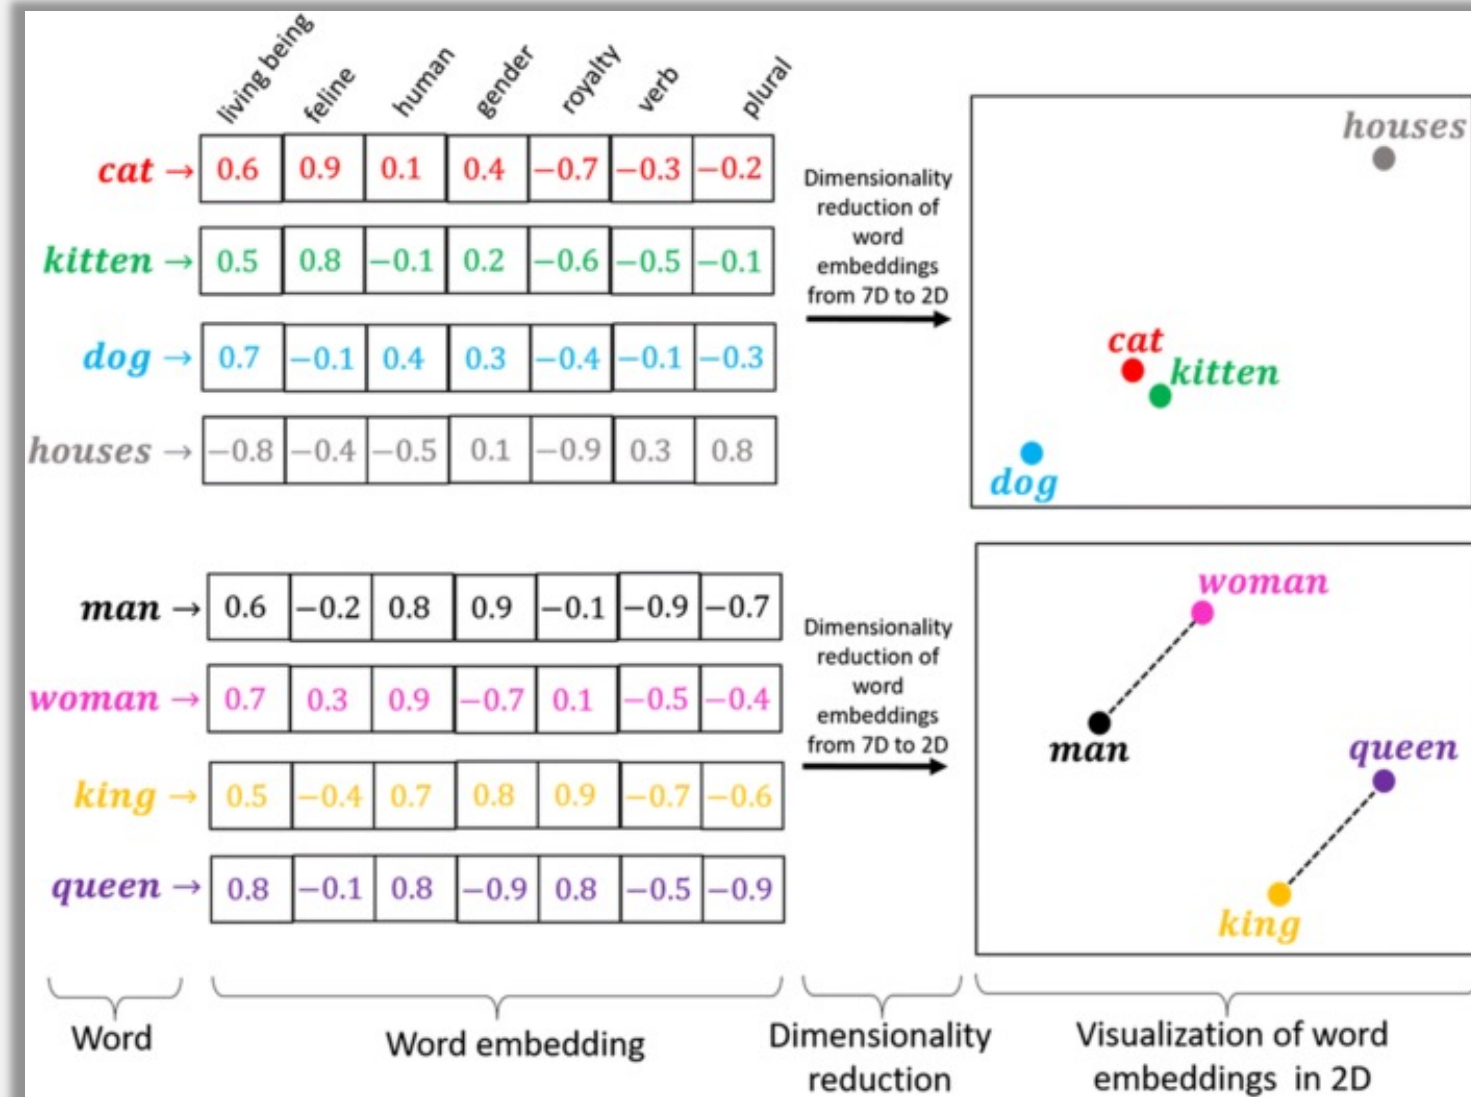 living being feline human gender royalty verb plural
cat → 0.6 0.9 0.1 0.4 −0.7 −0.3 −0.2
kitten → 0.5 0.8 −0.1 0.2 −0.6 −0.5 −0.1
dog → 0.7 −0.1 0.4 0.3 −0.4 −0.1 −0.3
houses → −0.8 −0.4 −0.5 0.1 −0.9 0.3 0.8
Dimensionality
reduction of
word
embeddings
from 7D to 2D
houses
cat
kitten
dog
man → 0.6 −0.2 0.8 0.9 −0.1 −0.9 −0.7
woman → 0.7 0.3 0.9 −0.7 0.1 −0.5 −0.4
king → 0.5 −0.4 0.7 0.8 0.9 −0.7 −0.6
queen → 0.8 −0.1 0.8 −0.9 0.8 −0.5 −0.9
Dimensionality
reduction of
word
embeddings
from 7D to 2D
woman
man
queen
king
Word
Word embedding
Dimensionality
reduction
Visualization of word
embeddings in 2D